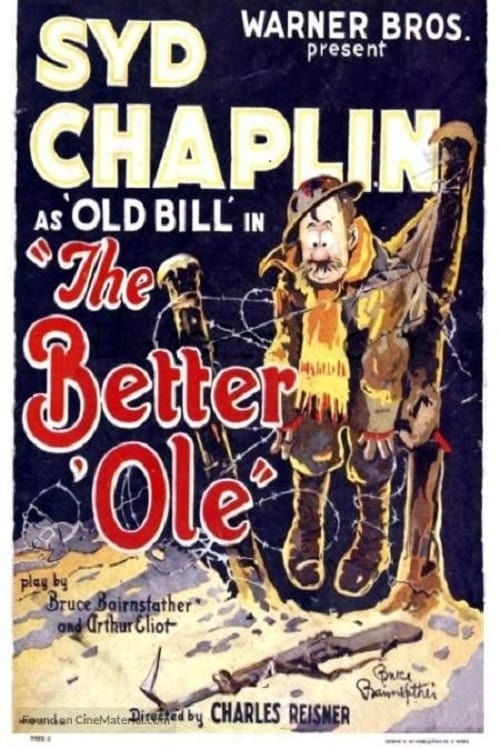 WARNER BROS.
present
SYD
CHAPLIN
AS 'OLD BILL' IN
"The
Better
'Ole"
play by
Bruce Bairnsfather
and Arthur Eliot
Bruce
Bairnsfather
Directed by CHARLES REISNER
Found on CineMaterial.com